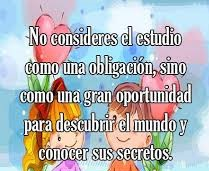 No consideres el estudio
como una obligación, sino
como una gran oportunidad
para descubrir el mundo y
conocer sus secretos.